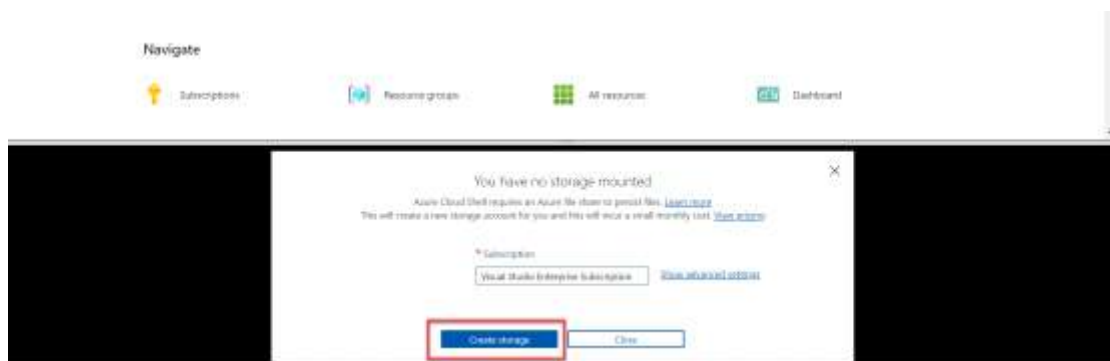 Navigate
Subscriptions
Resource groups
All resources
Dashboard
You have no storage mounted
Azure Cloud Shell requires an Azure file share to persist files. Learn more
This will create a new storage account for you and this will incur a small monthly cost. View pricing
* Subscription
Visual Studio Enterprise Subscription
Show advanced settings
Create storage
Close